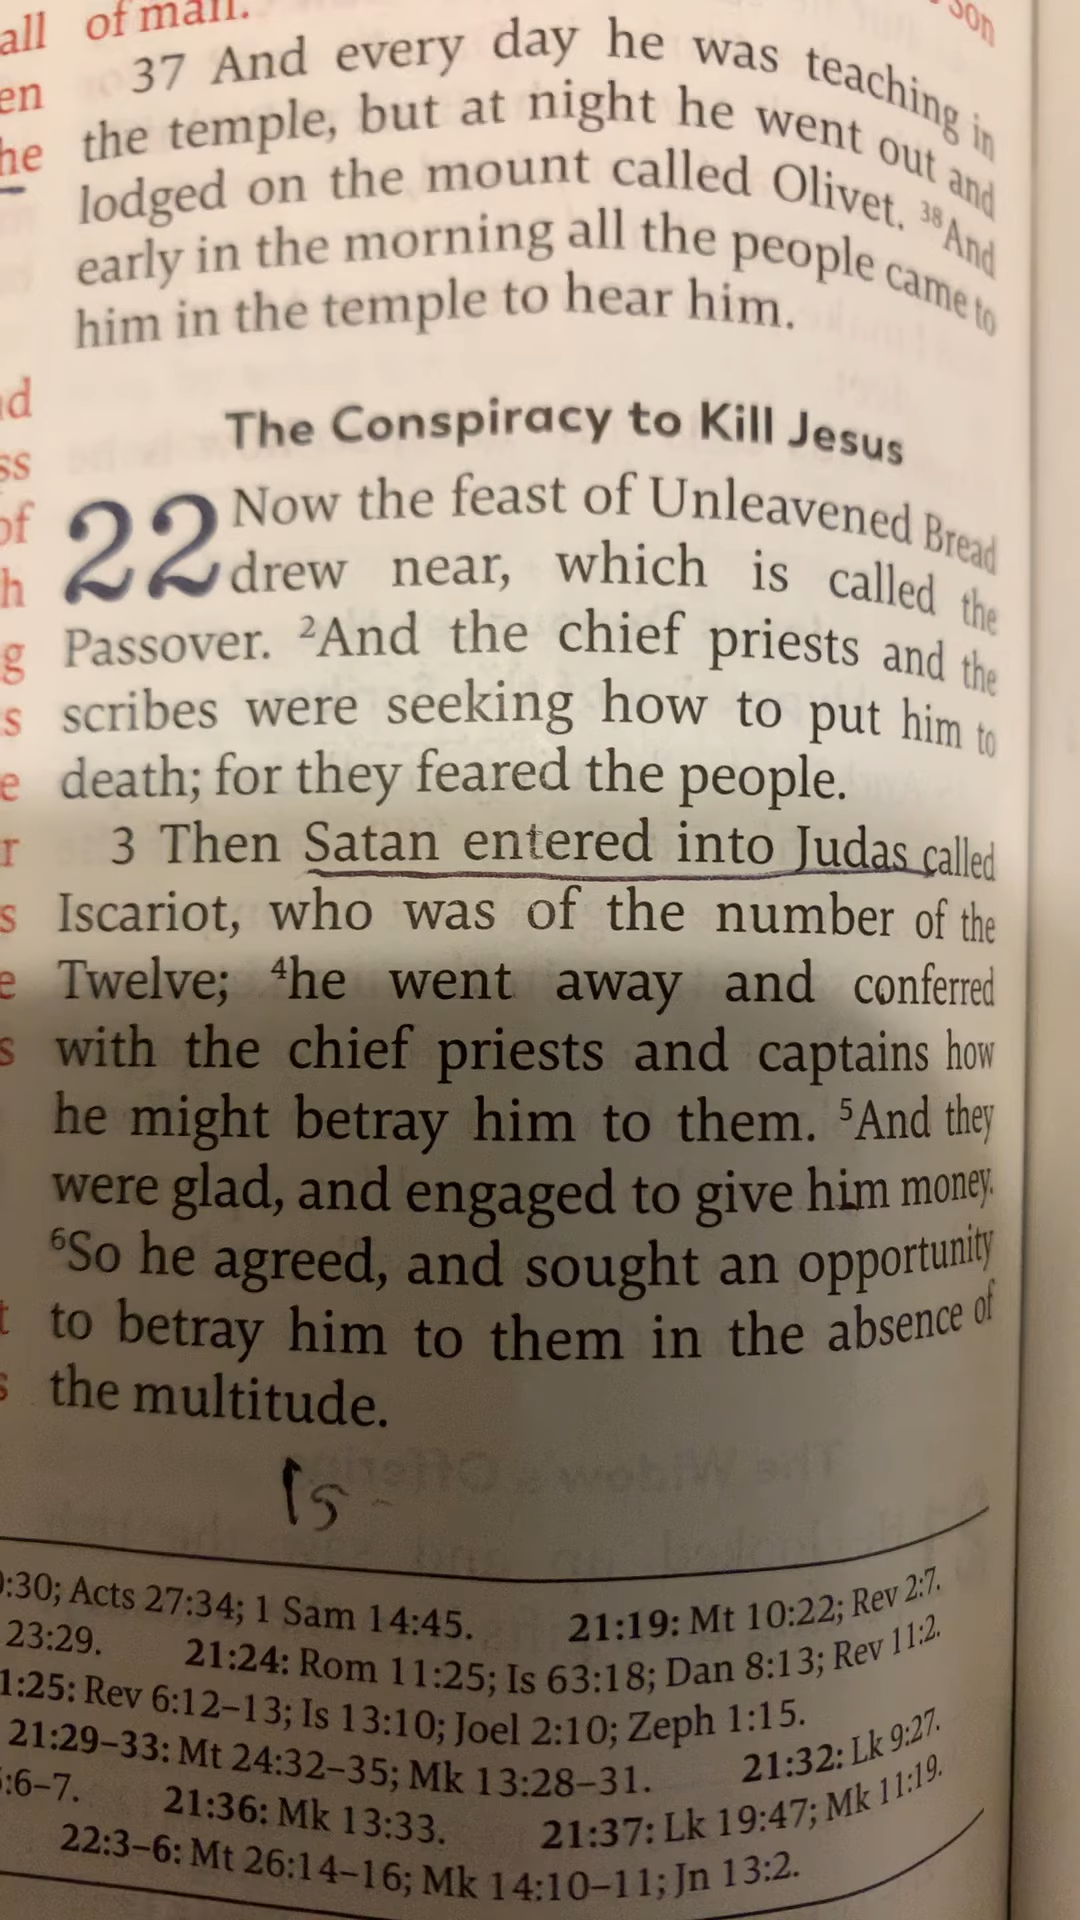 all
en
he
d
ss
of
h
g
s
e
r
s
e
s
t
s
son
of man.
37 And every day he was teaching in
the temple, but at night he went out and
lodged on the mount called Olivet. 38And
early in the morning all the people came to
him in the temple to hear him.
The Conspiracy to Kill Jesus
22 Now the feast of Unleavened Bread
drew near, which is called the
Passover. 2And the chief priests and the
scribes were seeking how to put him to
death; for they feared the people.
3 Then Satan entered into Judas called
Iscariot, who was of the number of the
Twelve; 4he went away and conferred
with the chief priests and captains how
he might betray him to them. 5And they
were glad, and engaged to give him money.
6So he agreed, and sought an opportunity
to betray him to them in the absence of
the multitude.
Is
:30; Acts 27:34; 1 Sam 14:45. 21:19: Mt 10:22; Rev 2:7.
23:29. 21:24: Rom 11:25; Is 63:18; Dan 8:13; Rev 11:2.
1:25: Rev 6:12–13; Is 13:10; Joel 2:10; Zeph 1:15.
21:29–33: Mt 24:32–35; Mk 13:28–31. 21:32: Lk 9:27.
:6–7. 21:36: Mk 13:33. 21:37: Lk 19:47; Mk 11:19.
22:3–6: Mt 26:14–16; Mk 14:10–11; Jn 13:2.